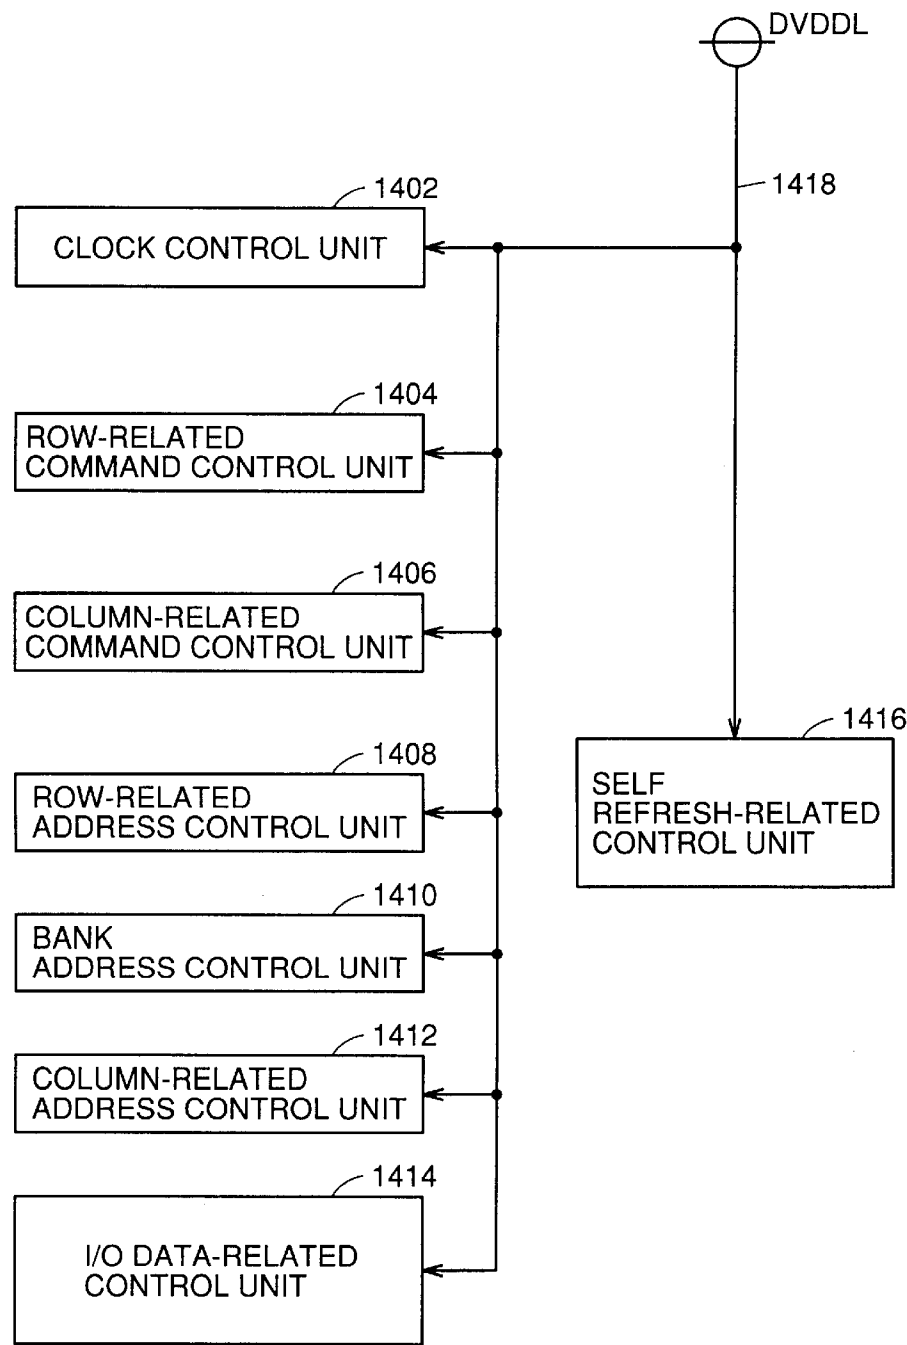 DVDDL
1418
1402
CLOCK CONTROL UNIT
1404
ROW-RELATED
COMMAND CONTROL UNIT
1406
COLUMN-RELATED
COMMAND CONTROL UNIT
1416
SELF
REFRESH-RELATED
CONTROL UNIT
1408
ROW-RELATED
ADDRESS CONTROL UNIT
1410
BANK
ADDRESS CONTROL UNIT
1412
COLUMN-RELATED
ADDRESS CONTROL UNIT
1414
I/O DATA-RELATED
CONTROL UNIT